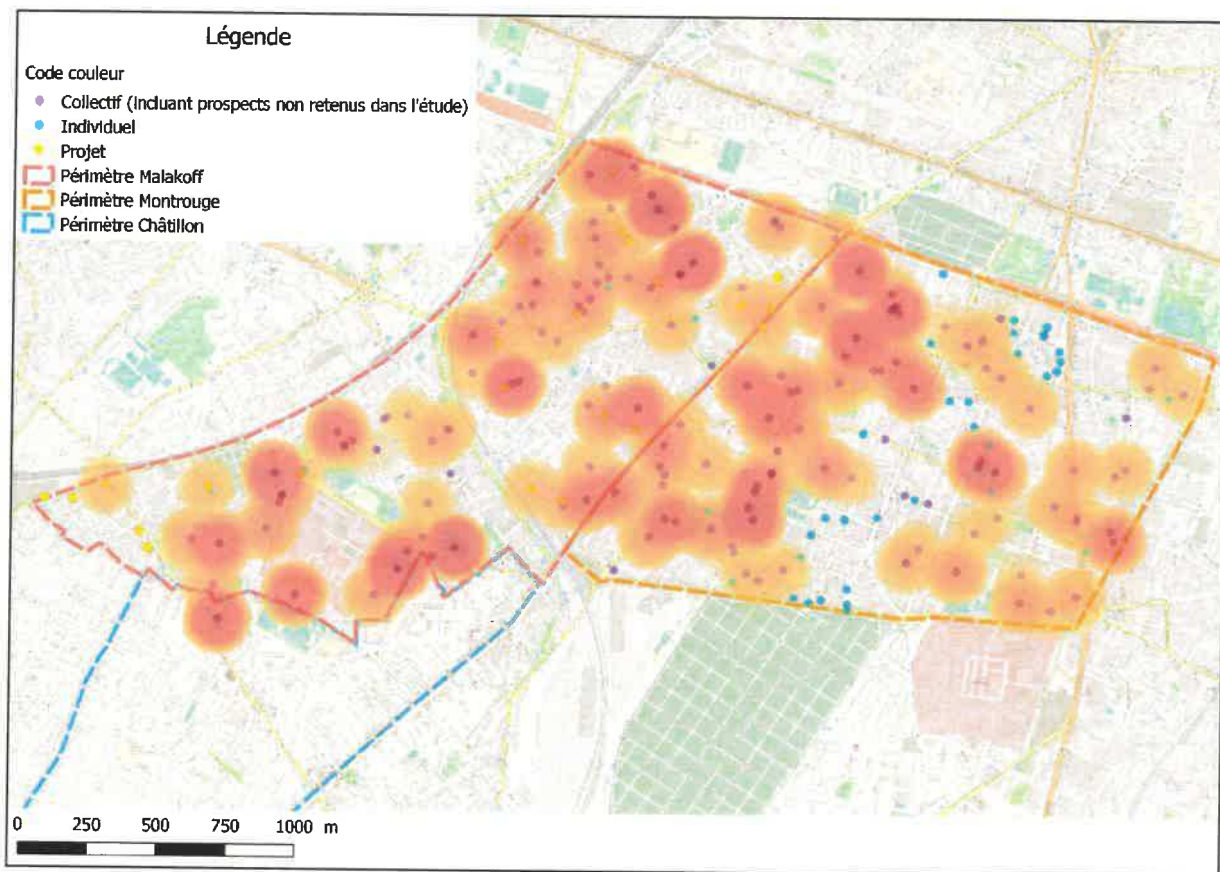 Légende
Code couleur
Collectif (incluant prospects non retenus dans l'étude)
Individuel
Projet
Périmètre Malakoff
Périmètre Montrouge
Périmètre Châtillon
0 250 500 750 1000 m